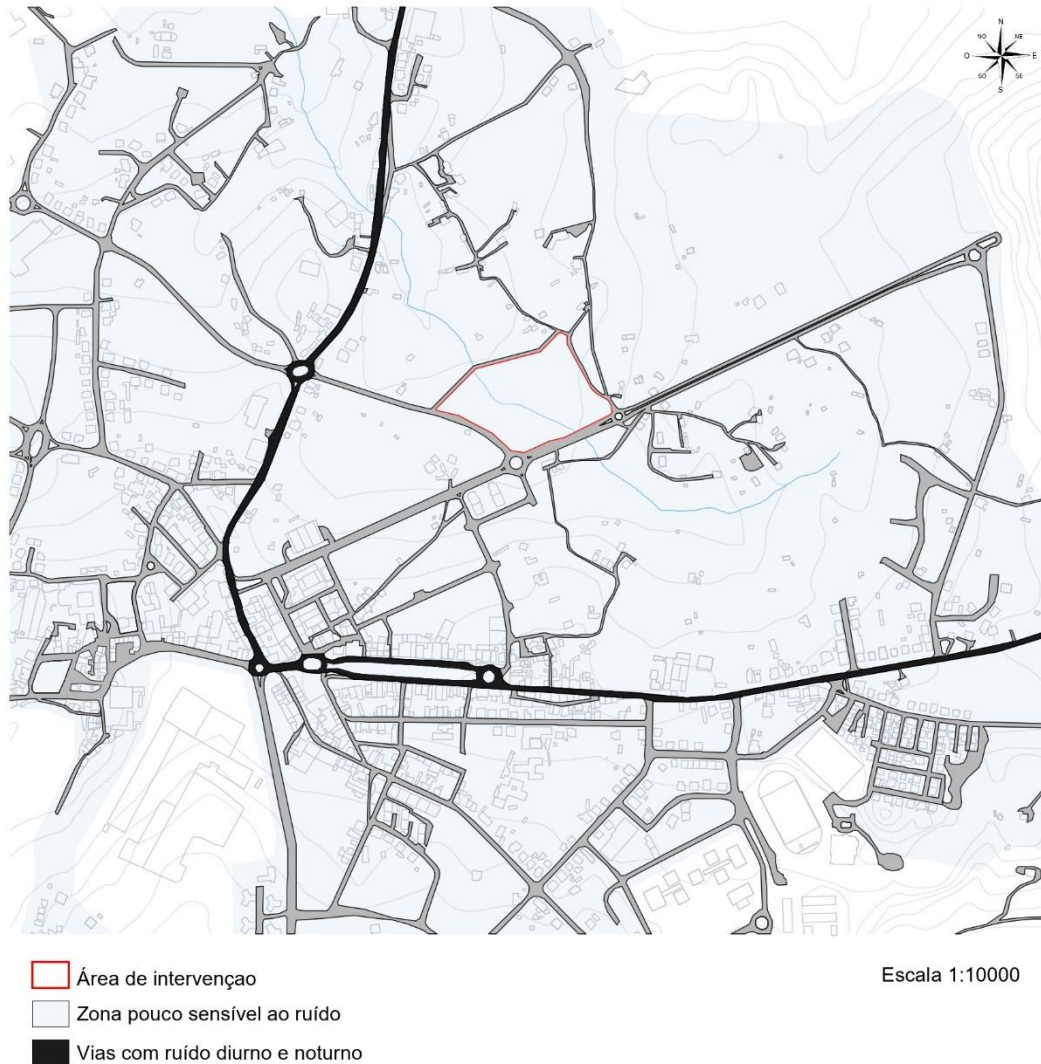 N
NO NE
O E
SO SE
S
Área de intervençao
Escala 1:10000
Zona pouco sensível ao ruído
Vias com ruído diurno e noturno